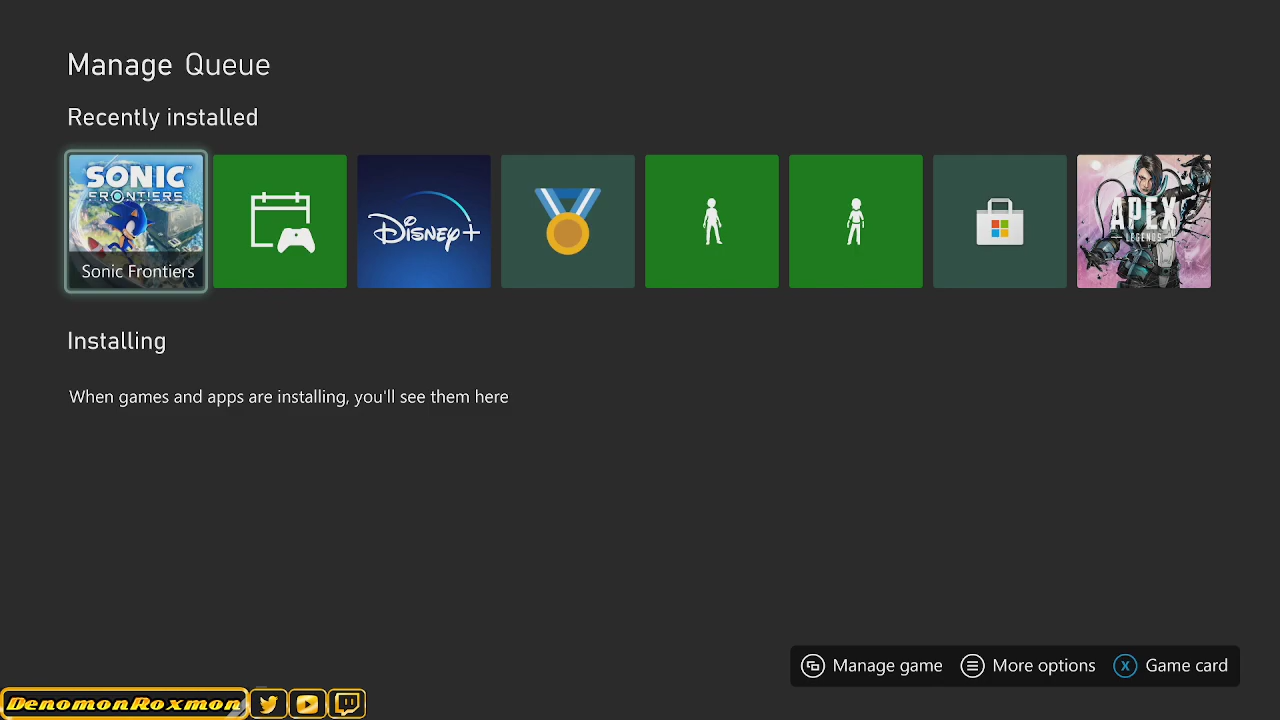 Manage Queue
Recently installed
SONIC
FRONTIERS
Sonic Frontiers
Disney+
APEX
LEGENDS
Installing
When games and apps are installing, you'll see them here
Manage game
More options
X
Game card
DenomonRoxmon